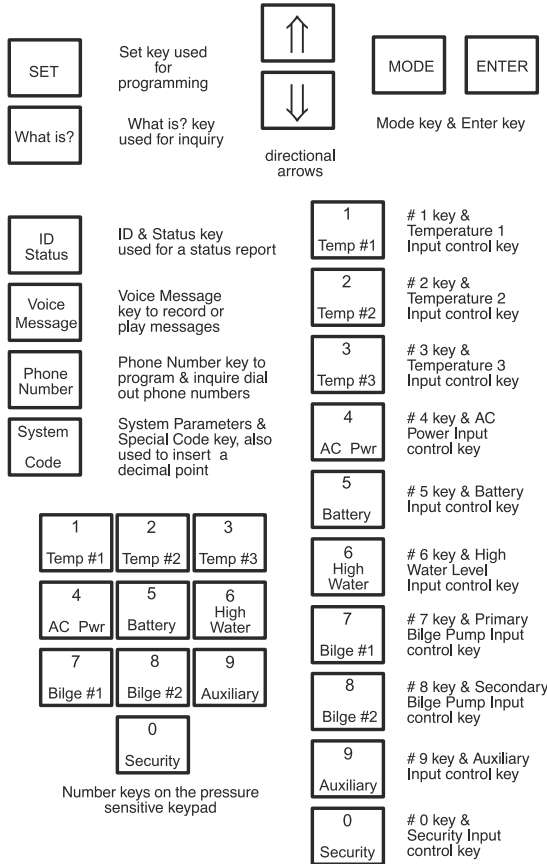 SET
Set key used
for
programming
What is?
What is? key
used for inquiry
⇑
⇓
directional
arrows
MODE
ENTER
Mode key & Enter key
ID
Status
ID & Status key
used for a status report
Voice
Message
Voice Message
key to record or
play messages
Phone
Number
Phone Number key to
program & inquire dial
out phone numbers
System
Code
System Parameters &
Special Code key, also
used to insert a
decimal point
1
Temp #1
2
Temp #2
3
Temp #3
4
AC Pwr
5
Battery
6
High
Water
7
Bilge #1
8
Bilge #2
9
Auxiliary
0
Security
Number keys on the pressure
sensitive keypad
1
Temp #1
# 1 key &
Temperature 1
Input control key
2
Temp #2
# 2 key &
Temperature 2
Input control key
3
Temp #3
# 3 key &
Temperature 3
Input control key
4
AC Pwr
# 4 key & AC
Power Input
control key
5
Battery
# 5 key & Battery
Input control key
6
High
Water
# 6 key & High
Water Level
Input control key
7
Bilge #1
# 7 key & Primary
Bilge Pump Input
control key
8
Bilge #2
# 8 key & Secondary
Bilge Pump Input
control key
9
Auxiliary
# 9 key & Auxiliary
Input control key
0
Security
# 0 key &
Security Input
control key